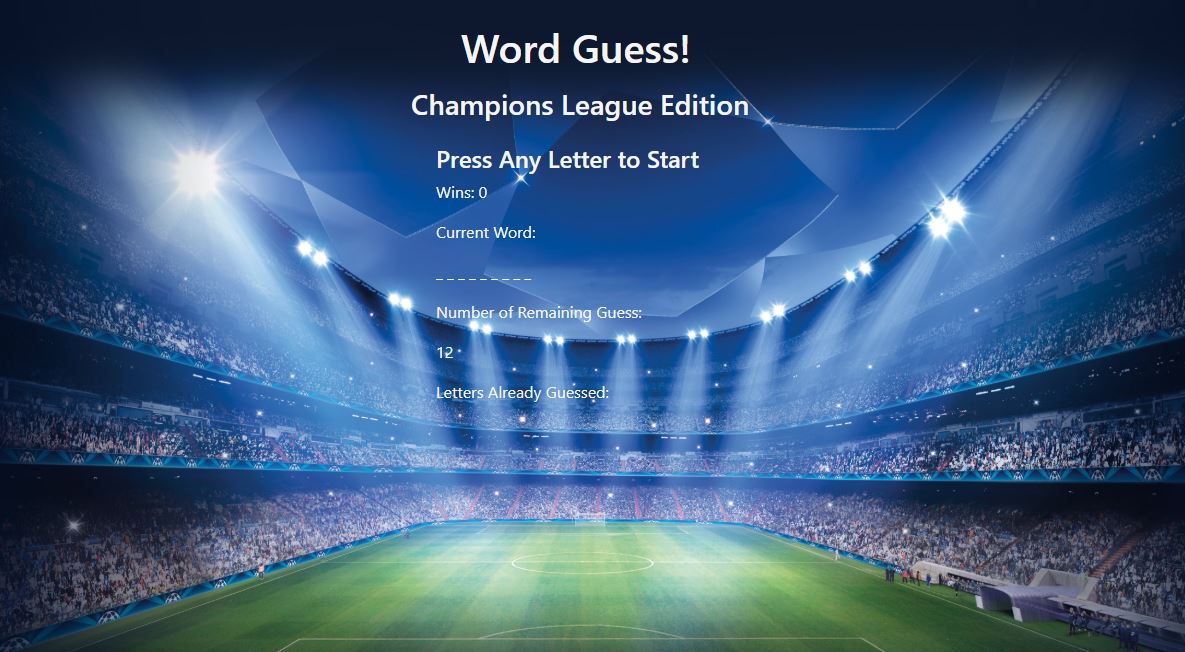 Word Guess!
Champions League Edition
Press Any Letter to Start
Wins: 0
Current Word:
_ _ _ _ _ _ _ _ _
Number of Remaining Guess:
12
Letters Already Guessed: